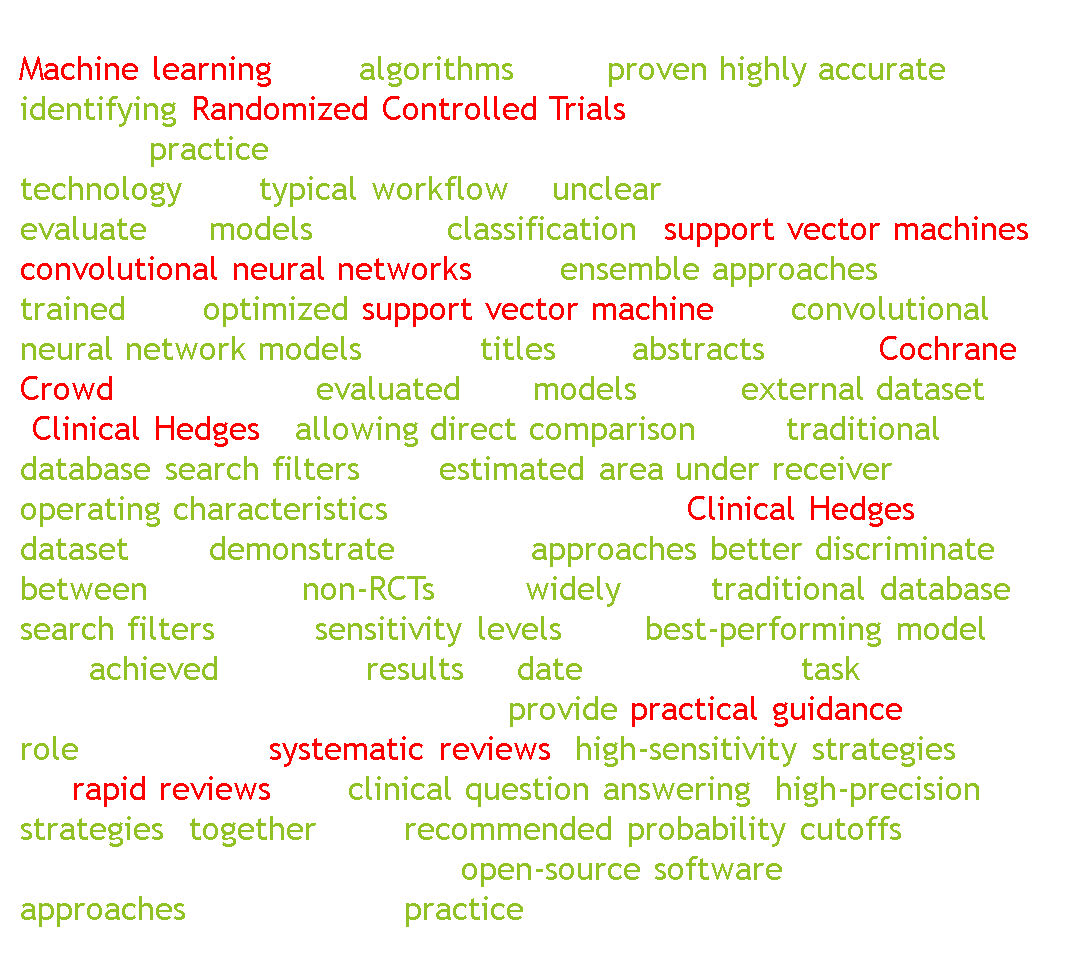 Machine learning algorithms proven highly accurate
identifying Randomized Controlled Trials
practice
technology typical workflow unclear
evaluate models classification support vector machines
convolutional neural networks ensemble approaches
trained optimized support vector machine convolutional
neural network models titles abstracts Cochrane
Crowd evaluated models external dataset
Clinical Hedges allowing direct comparison traditional
database search filters estimated area under receiver
operating characteristics Clinical Hedges
dataset demonstrate approaches better discriminate
between non-RCTs widely traditional database
search filters sensitivity levels best-performing model
achieved results date task
provide practical guidance
role systematic reviews high-sensitivity strategies
rapid reviews clinical question answering high-precision
strategies together recommended probability cutoffs
open-source software
approaches practice